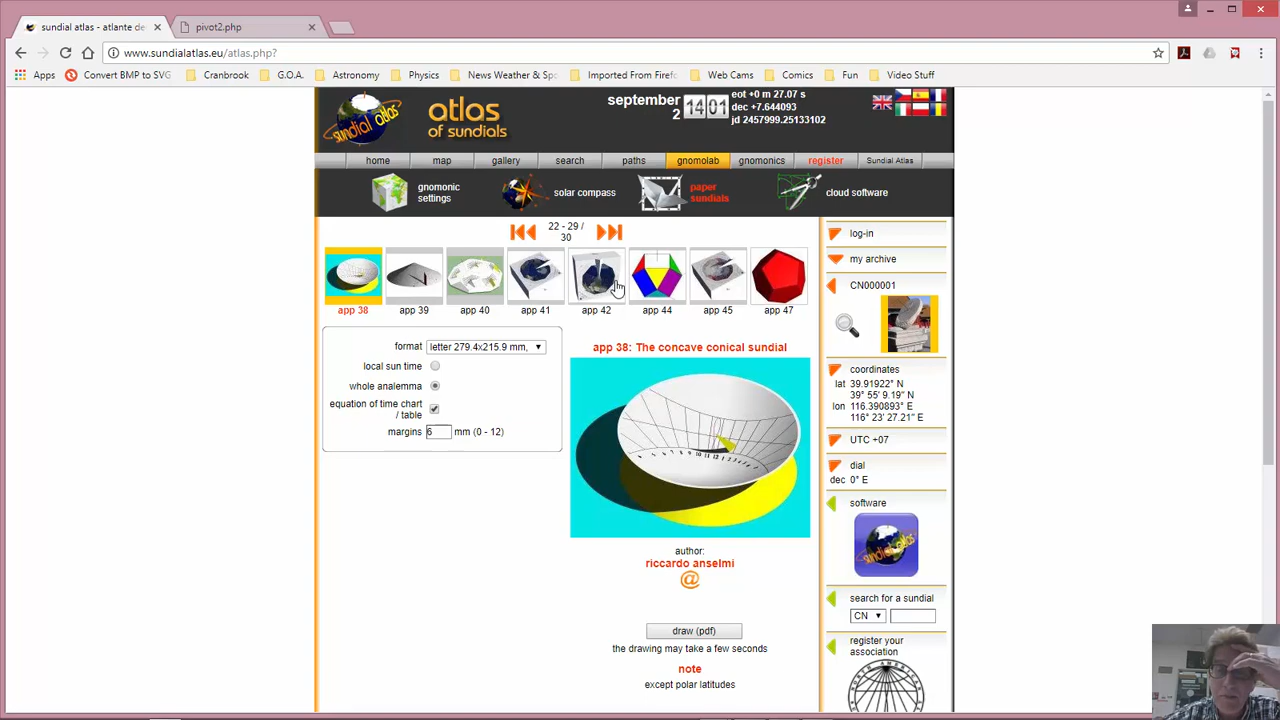 sundial atlas - atlante de
pivot2.php
www.sundialatlas.eu/atlas.php?
Apps
Convert BMP to SVG
Cranbrook
G.O.A.
Astronomy
Physics
News Weather & Spo
Imported From Firef
Web Cams
Comics
Fun
Video Stuff
sundial atlas
atlas
of sundials
september
2
14 01
eot +0 m 27.07 s
dec +7.644093
jd 2457999.25133102
home
map
gallery
search
paths
gnomolab
gnomonics
register
Sundial Atlas
gnomonic
settings
solar compass
paper
sundials
cloud software
22 - 29 /
30
app 38
app 39
app 40
app 41
app 42
app 44
app 45
app 47
format
letter 279.4x215.9 mm,
local sun time
whole analemma
equation of time chart
/ table
margins
6
mm (0 - 12)
app 38: The concave conical sundial
author:
riccardo anselmi
@
draw (pdf)
the drawing may take a few seconds
note
except polar latitudes
log-in
my archive
CN000001
coordinates
lat 39.91922° N
39° 55' 9.19" N
lon 116.390893° E
116° 23' 27.21" E
UTC +07
dial
dec 0° E
software
sundial atlas
search for a sundial
CN
register your
association